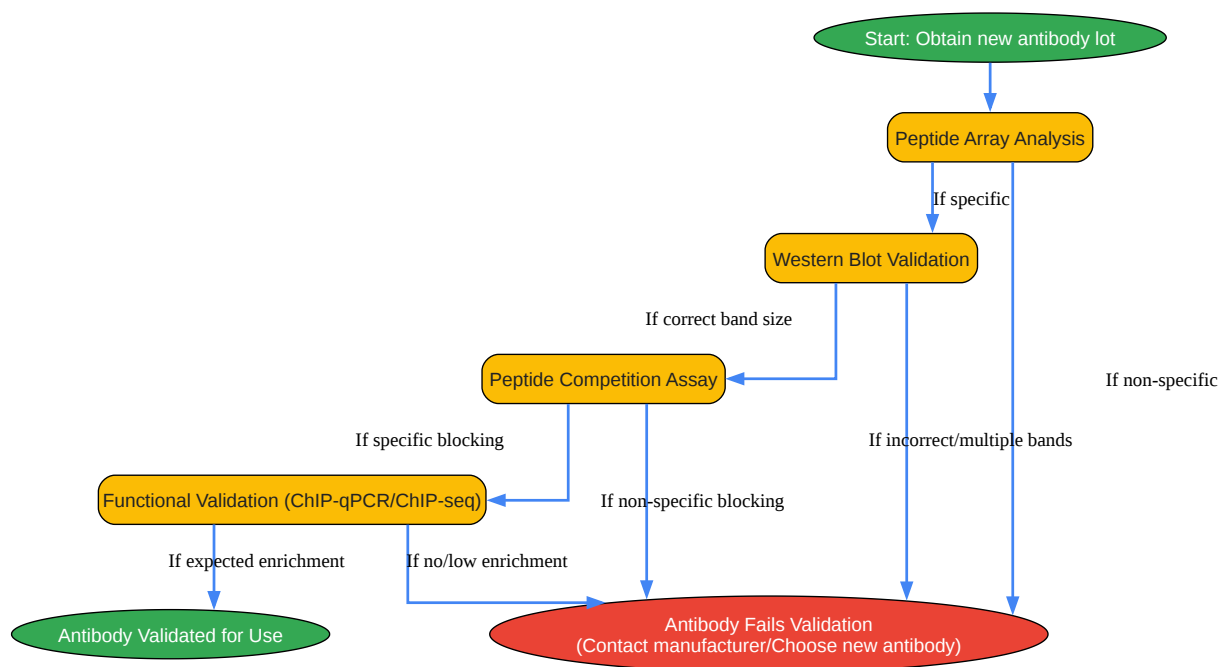 Start: Obtain new antibody lot
Peptide Array Analysis
If specific
Western Blot Validation
If correct band size
Peptide Competition Assay
If non-specific
If specific blocking
If incorrect/multiple bands
Functional Validation (ChIP-qPCR/ChIP-seq)
If non-specific blocking
If expected enrichment
If no/low enrichment
Antibody Validated for Use
Antibody Fails Validation
(Contact manufacturer/Choose new antibody)